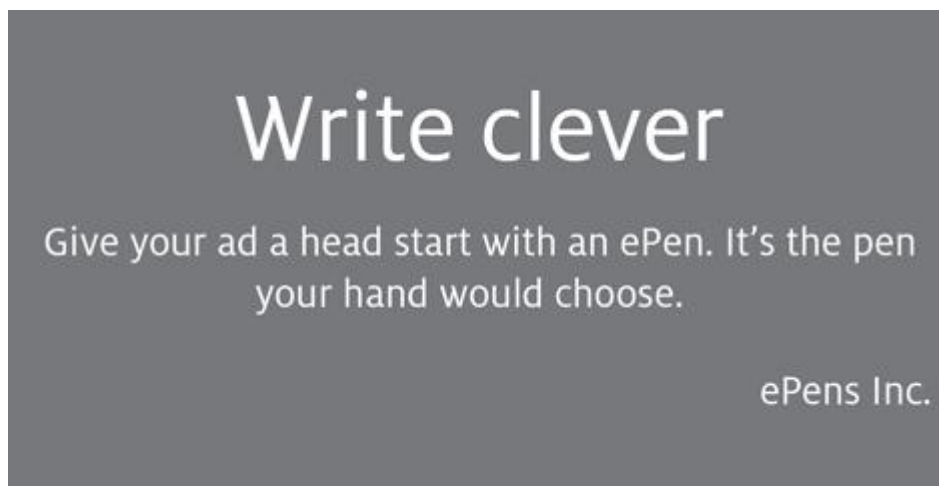 Write clever
Give your ad a head start with an ePen. It’s the pen
your hand would choose.
ePens Inc.